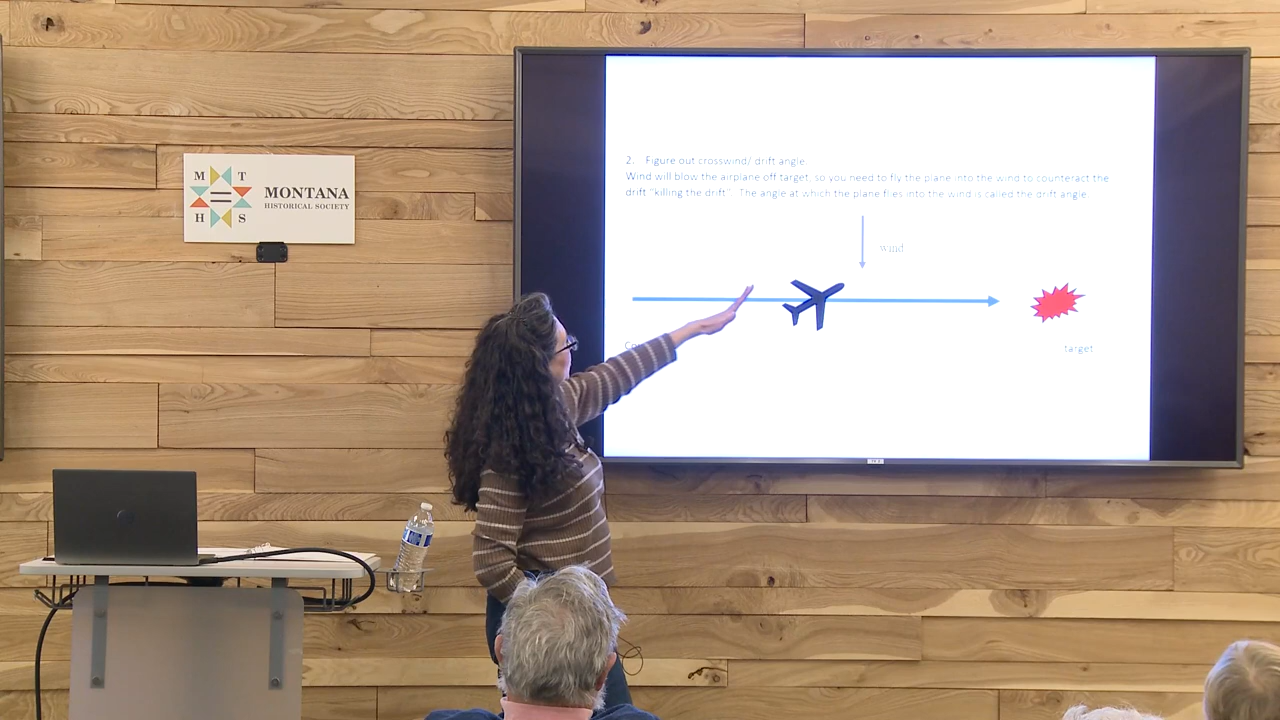 M T
H S
MONTANA
HISTORICAL SOCIETY
2. Figure out crosswind/ drift angle.
Wind will blow the airplane off target, so you need to fly the plane into the wind to counteract the
drift "killing the drift". The angle at which the plane flies into the wind is called the drift angle.
wind
target